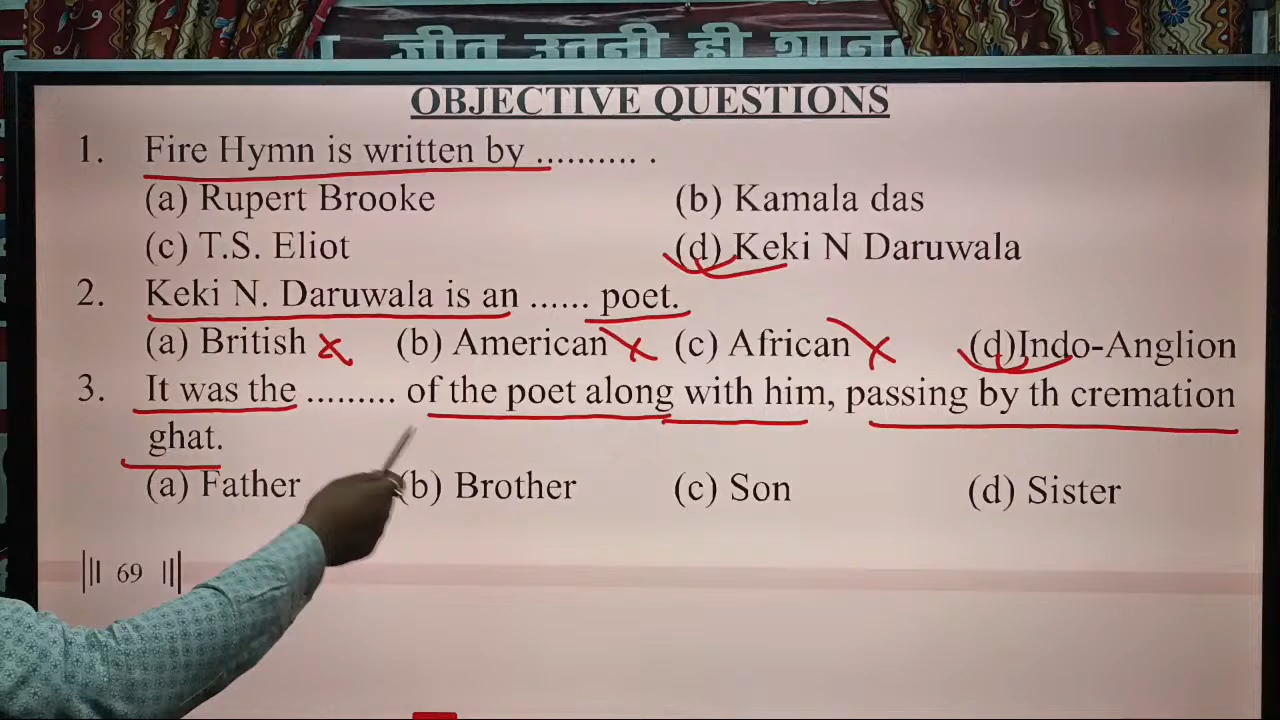 जीत उतनी ही शान
OBJECTIVE QUESTIONS
1. Fire Hymn is written by .......... .
(a) Rupert Brooke (b) Kamala das
(c) T.S. Eliot (d) Keki N Daruwala
2. Keki N. Daruwala is an ...... poet.
(a) British (b) American (c) African (d)Indo-Anglion
3. It was the ......... of the poet along with him, passing by th cremation
ghat.
(a) Father (b) Brother (c) Son (d) Sister
69